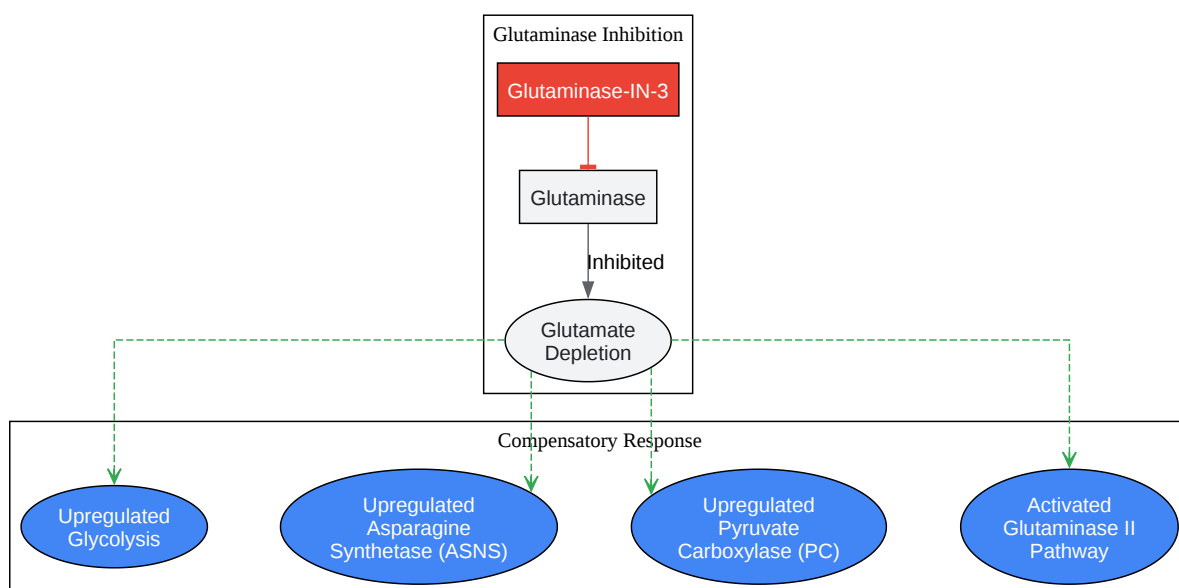 Glutaminase Inhibition
Glutaminase-IN-3
Glutaminase
Inhibited
Glutamate
Depletion
Compensatory Response
Upregulated
Glycolysis
Upregulated
Asparagine
Synthetase (ASNS)
Upregulated
Pyruvate
Carboxylase (PC)
Activated
Glutaminase II
Pathway